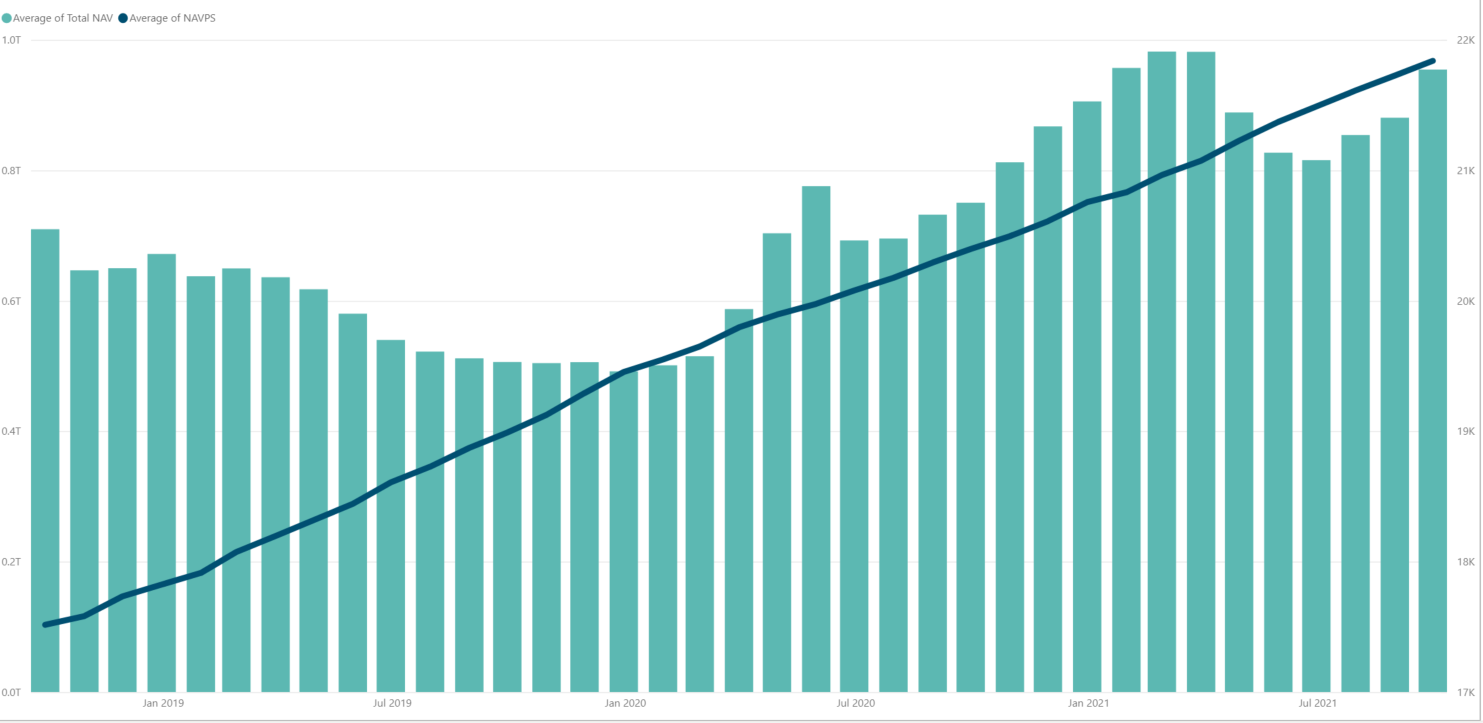 Average of Total NAV Average of NAVPS
1.0T
22K
0.8T
21K
0.6T
20K
0.4T
19K
0.2T
18K
0.0T
17K
Jan 2019 Jul 2019 Jan 2020 Jul 2020 Jan 2021 Jul 2021